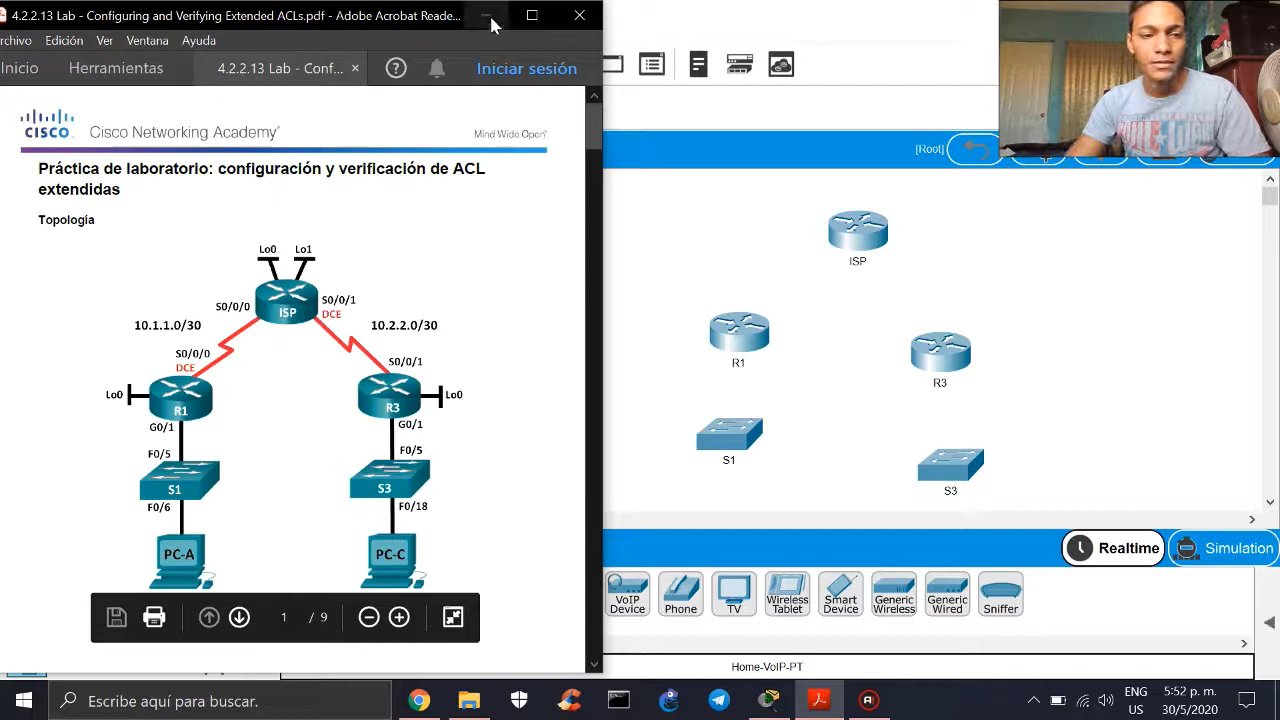 4.2.2.13 Lab - Configuring and Verifying Extended ACLs.pdf - Adobe Acrobat Reade...
rchivo Edición Ver Ventana Ayuda
Inici Herramientas 4.2.2.13 Lab - Conf... × ? Iniciar sesión
CISCO Cisco Networking Academy® Mind Wide Open™
Práctica de laboratorio: configuración y verificación de ACL
extendidas
Topología
Lo0 Lo1
S0/0/0 S0/0/1
ISP DCE
10.1.1.0/30 10.2.2.0/30
S0/0/0 S0/0/1
DCE
Lo0 Lo0
R1 R3
G0/1 G0/1
F0/5 F0/5
S1 S3
F0/6 F0/18
PC-A PC-C
1 / 9
[Root]
ISP
R1
R3
S1
S3
Realtime Simulation
VoIP
Device
Phone
TV
Wireless
Tablet
Smart
Device
Generic
Wireless
Generic
Wired
Sniffer
Home-VoIP-PT
Escribe aquí para buscar.
ENG 5:52 p. m.
US 30/5/2020